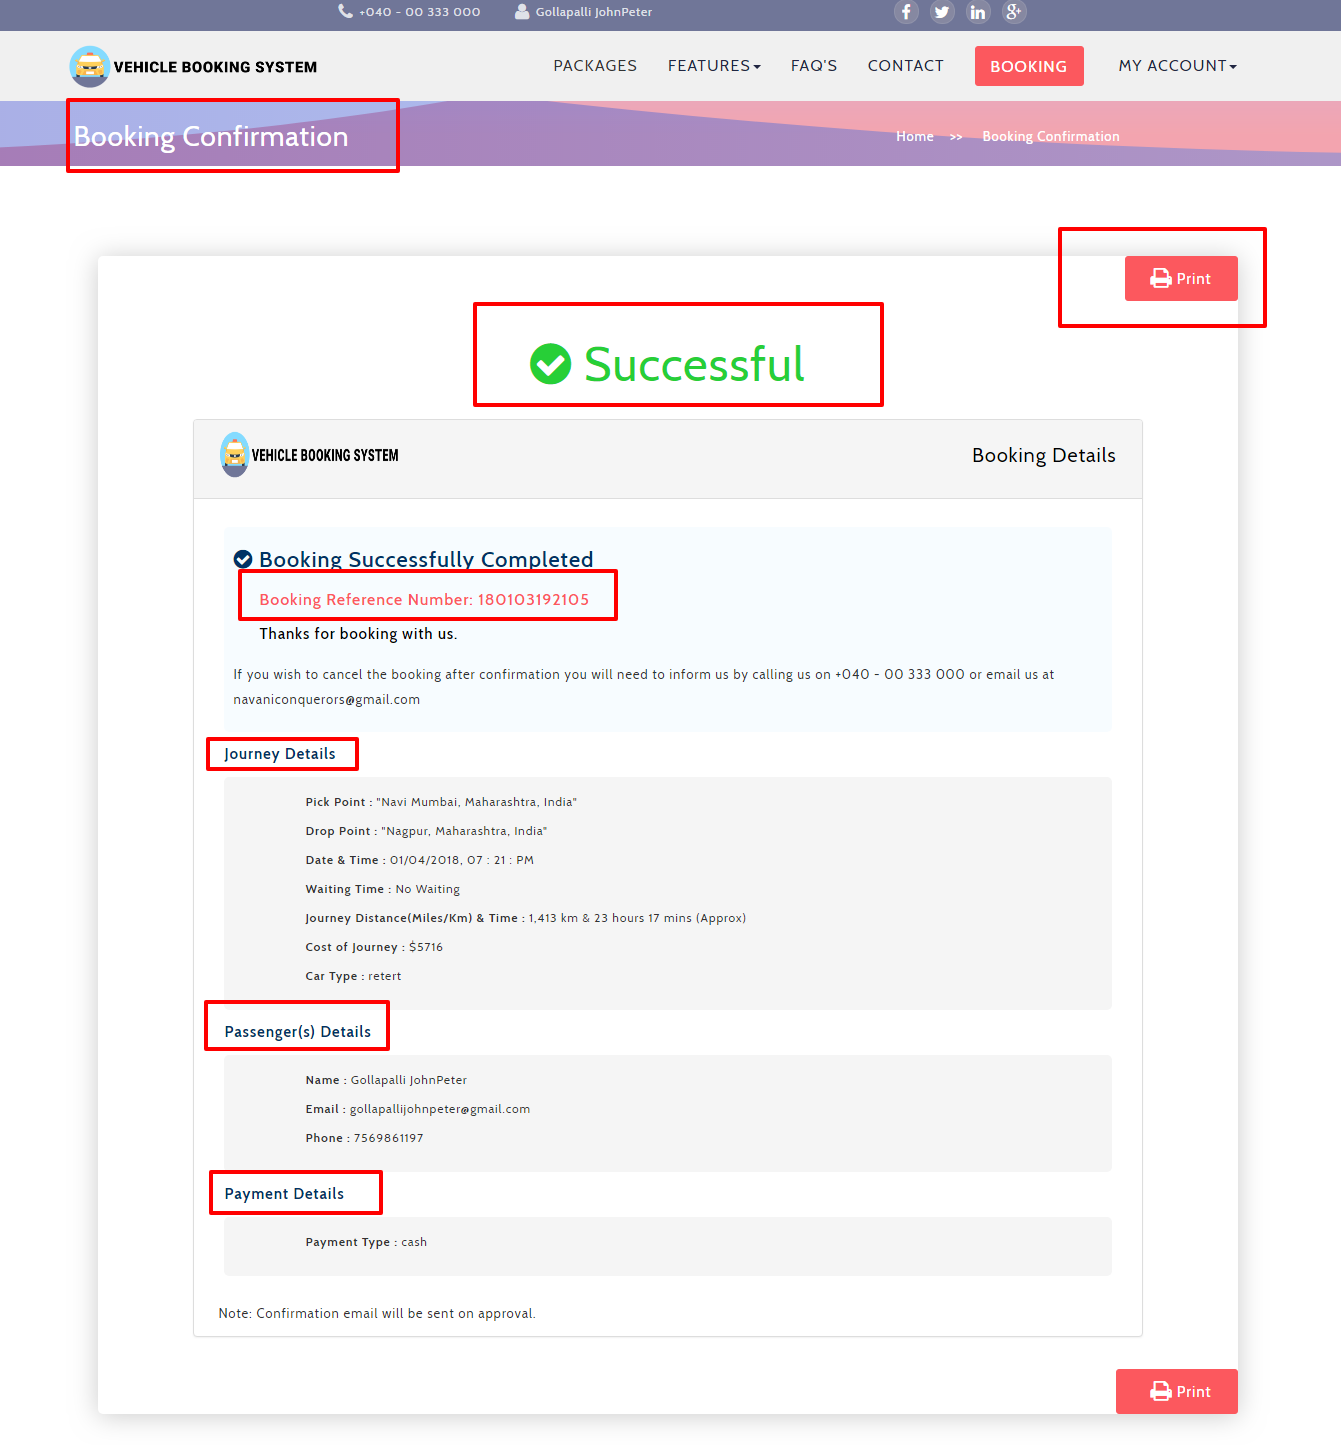 +040 - 00 333 000 Gollapalli JohnPeter
VEHICLE BOOKING SYSTEM PACKAGES FEATURES FAQ'S CONTACT BOOKING MY ACCOUNT
Booking Confirmation Home >> Booking Confirmation
Print
Successful
VEHICLE BOOKING SYSTEM Booking Details
Booking Successfully Completed
Booking Reference Number: 180103192105
Thanks for booking with us.
If you wish to cancel the booking after confirmation you will need to inform us by calling us on +040 - 00 333 000 or email us at
navaniconquerors@gmail.com
Journey Details
Pick Point : "Navi Mumbai, Maharashtra, India"
Drop Point : "Nagpur, Maharashtra, India"
Date & Time : 01/04/2018, 07 : 21 : PM
Waiting Time : No Waiting
Journey Distance(Miles/Km) & Time : 1,413 km & 23 hours 17 mins (Approx)
Cost of Journey : $5716
Car Type : retert
Passenger(s) Details
Name : Gollapalli JohnPeter
Email : gollapallijohnpeter@gmail.com
Phone : 7569861197
Payment Details
Payment Type : cash
Note: Confirmation email will be sent on approval.
Print